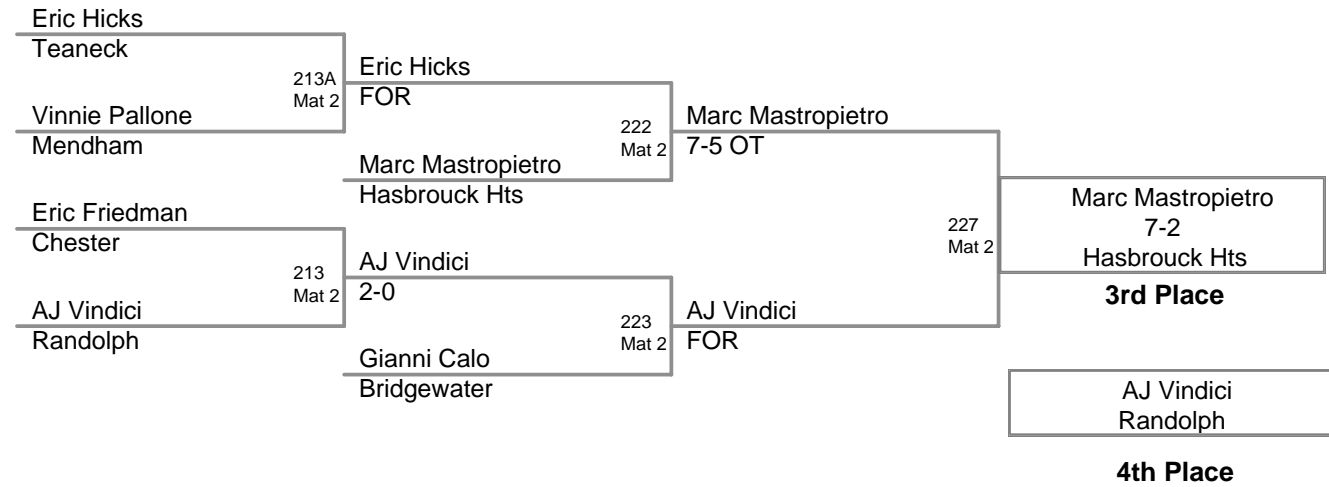 Eric Hicks
Teaneck
213A
Mat 2
Vinnie Pallone
Mendham
Eric Hicks
FOR
222
Mat 2
Marc Mastropietro
Hasbrouck Hts
Marc Mastropietro
7-5 OT
Eric Friedman
Chester
213
Mat 2
AJ Vindici
Randolph
AJ Vindici
2-0
223
Mat 2
Gianni Calo
Bridgewater
AJ Vindici
FOR
227
Mat 2
Marc Mastropietro
7-2
Hasbrouck Hts
3rd Place
AJ Vindici
Randolph
4th Place